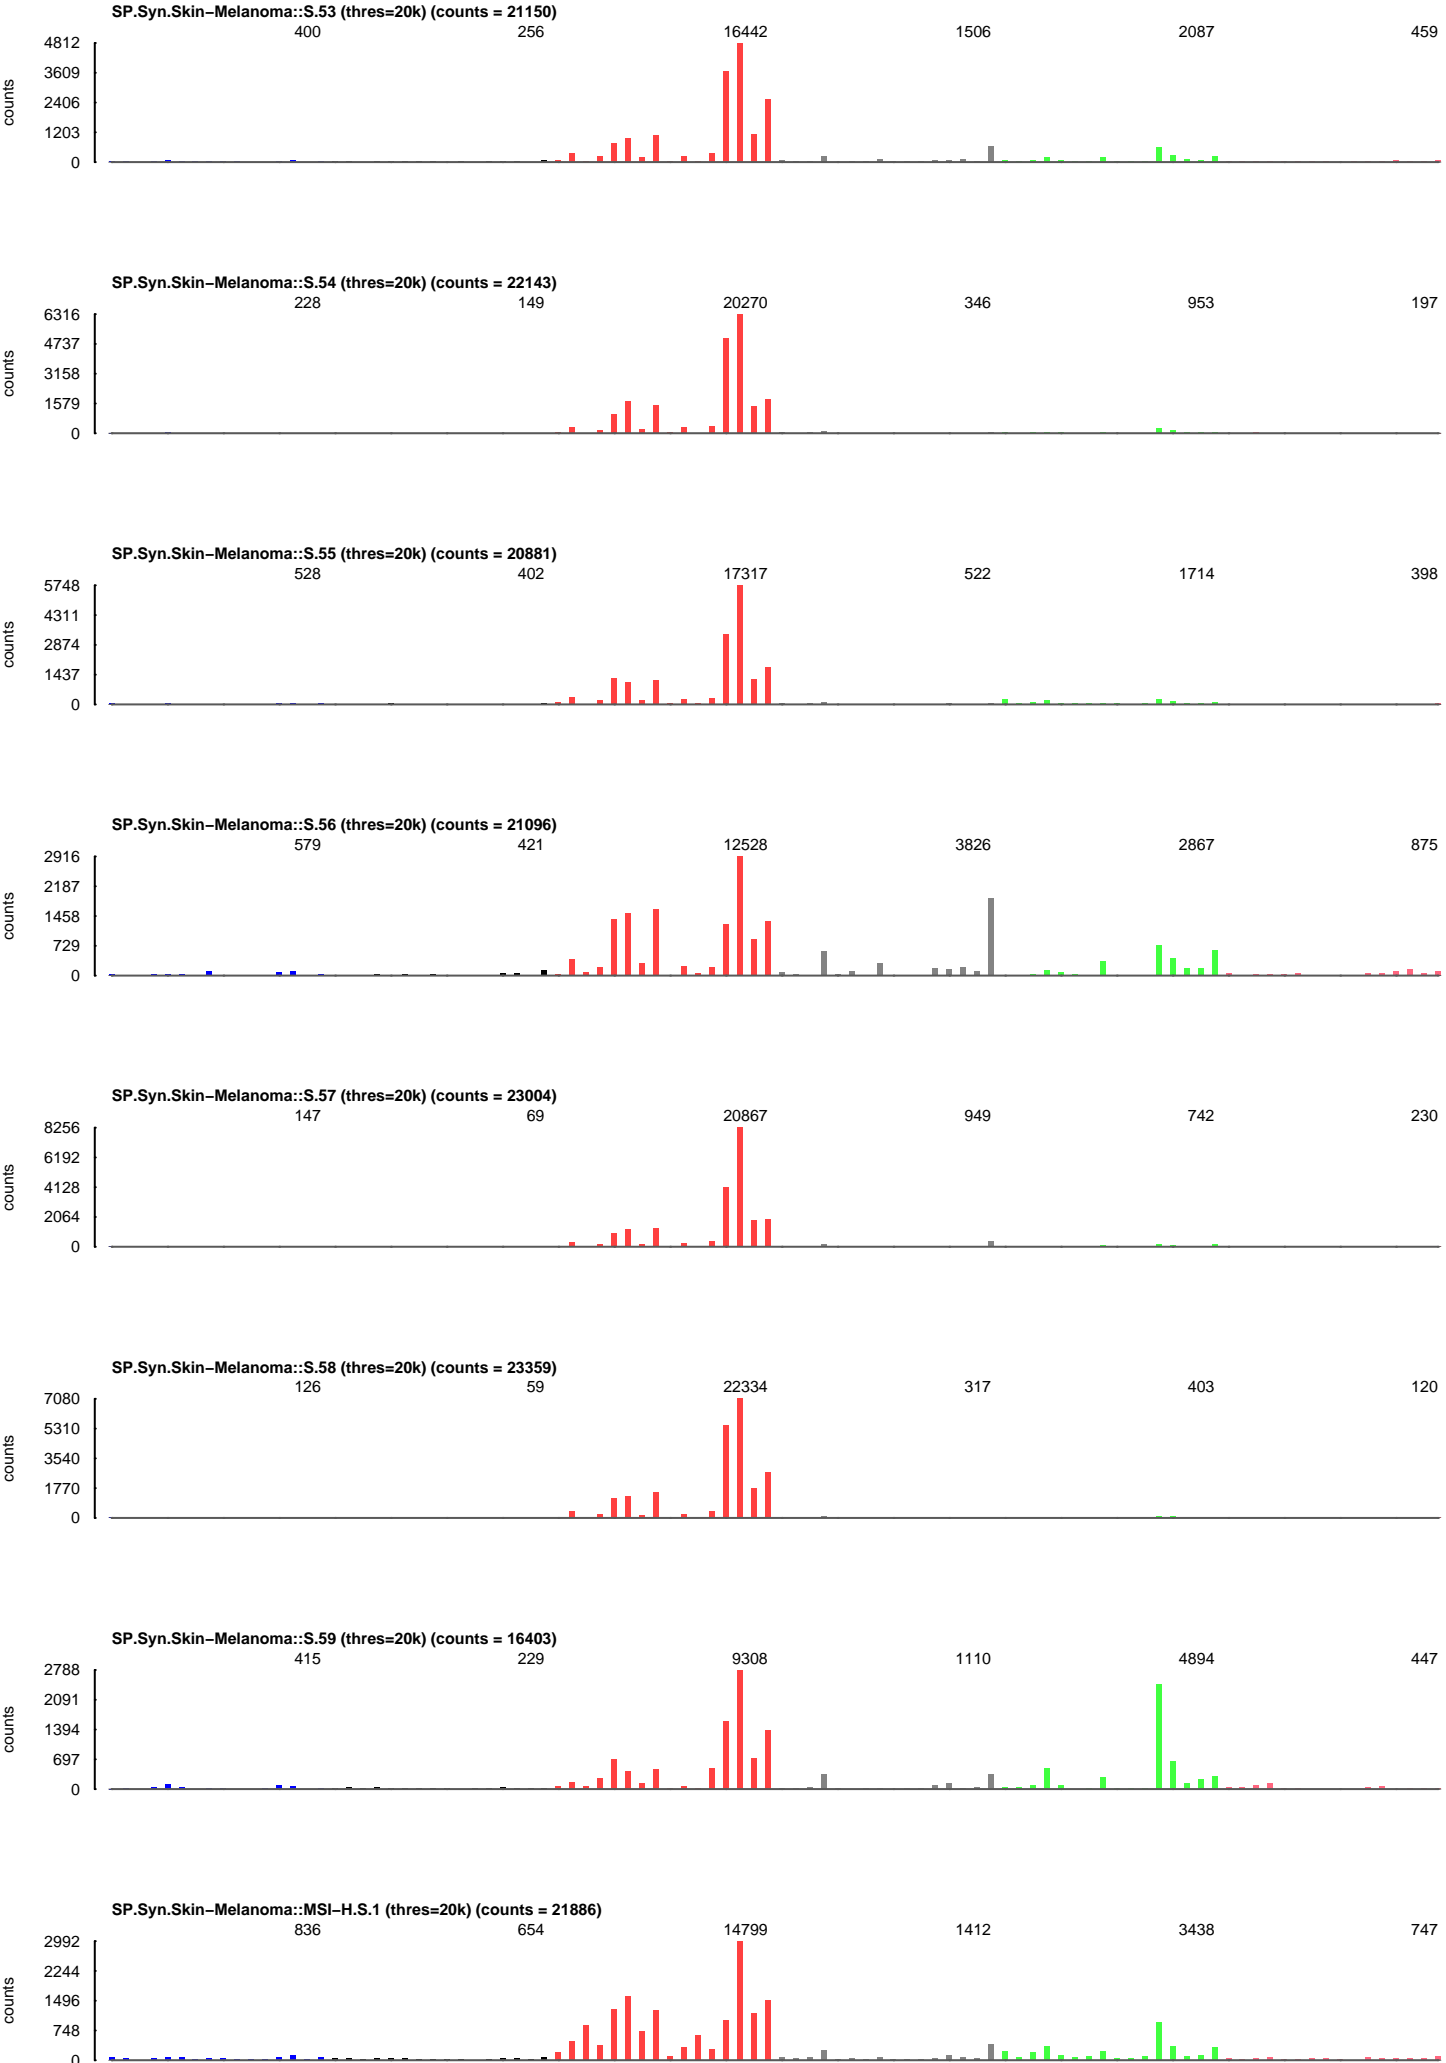 SP.Syn.Skin−Melanoma::S.53 (thres=20k) (counts = 21150)
400 256 16442 1506 2087 459
4812
3609
2406
1203
0
counts
SP.Syn.Skin−Melanoma::S.54 (thres=20k) (counts = 22143)
228 149 20270 346 953 197
6316
4737
3158
1579
0
counts
SP.Syn.Skin−Melanoma::S.55 (thres=20k) (counts = 20881)
528 402 17317 522 1714 398
5748
4311
2874
1437
0
counts
SP.Syn.Skin−Melanoma::S.56 (thres=20k) (counts = 21096)
579 421 12528 3826 2867 875
2916
2187
1458
729
0
counts
SP.Syn.Skin−Melanoma::S.57 (thres=20k) (counts = 23004)
147 69 20867 949 742 230
8256
6192
4128
2064
0
counts
SP.Syn.Skin−Melanoma::S.58 (thres=20k) (counts = 23359)
126 59 22334 317 403 120
7080
5310
3540
1770
0
counts
SP.Syn.Skin−Melanoma::S.59 (thres=20k) (counts = 16403)
415 229 9308 1110 4894 447
2788
2091
1394
697
0
counts
SP.Syn.Skin−Melanoma::MSI−H.S.1 (thres=20k) (counts = 21886)
836 654 14799 1412 3438 747
2992
2244
1496
748
0
counts